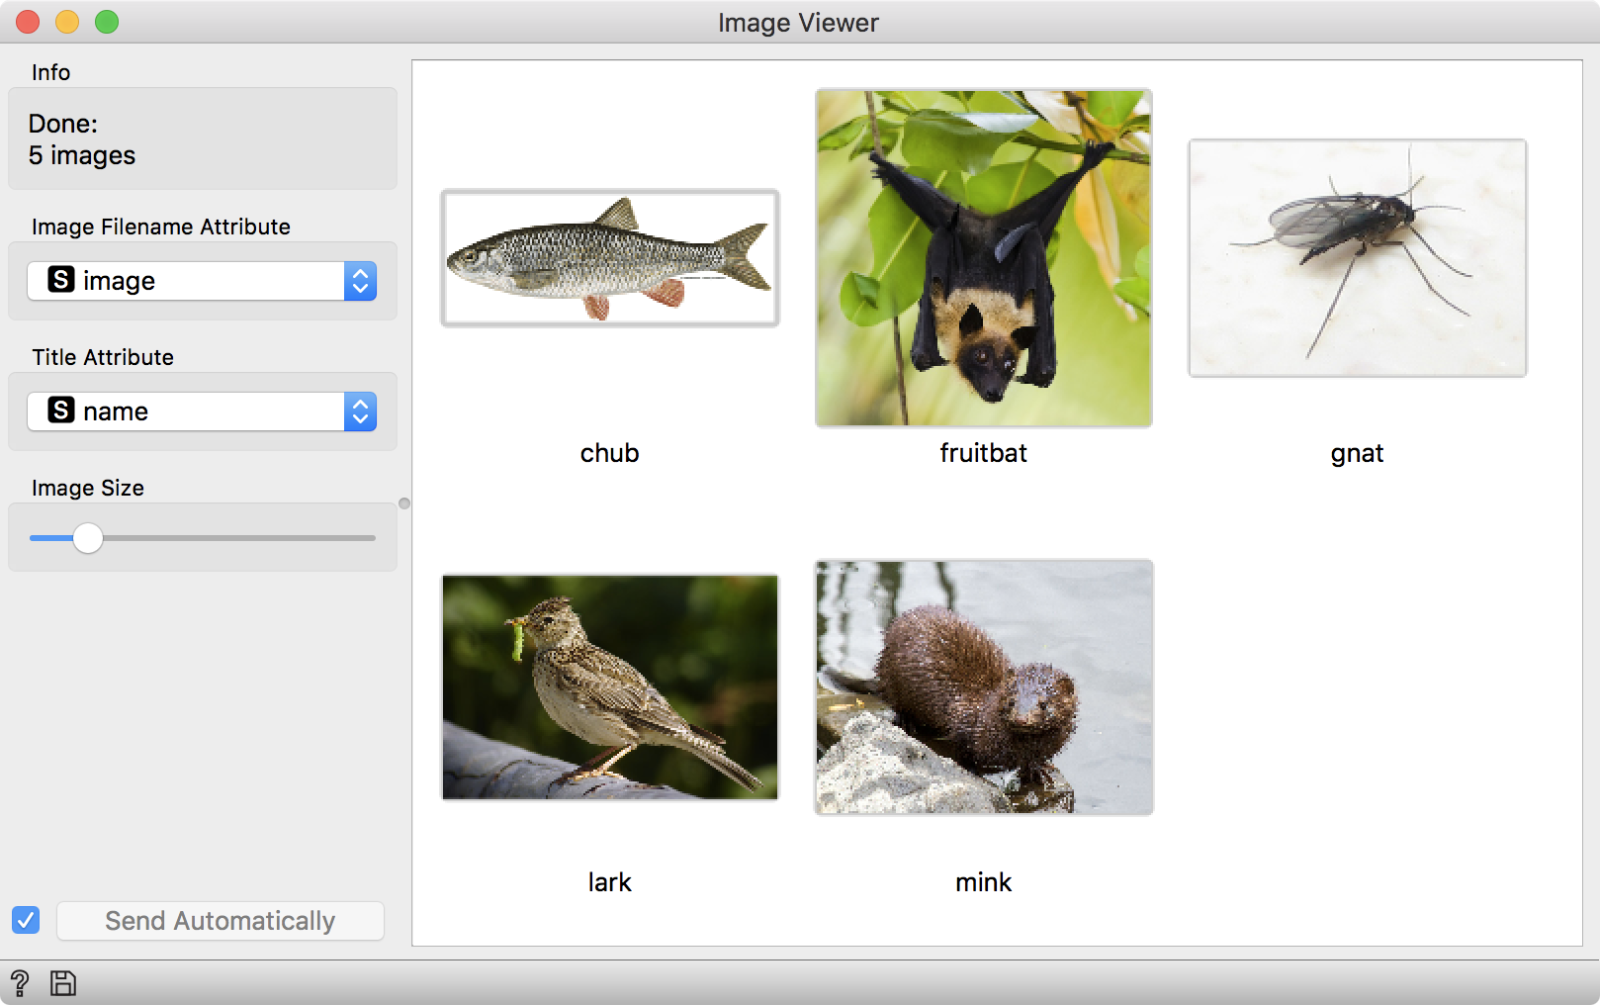 Image Viewer
Info
Done:
5 images
Image Filename Attribute
S image
Title Attribute
S name
Image Size
Send Automatically
chub
fruitbat
gnat
lark
mink
?